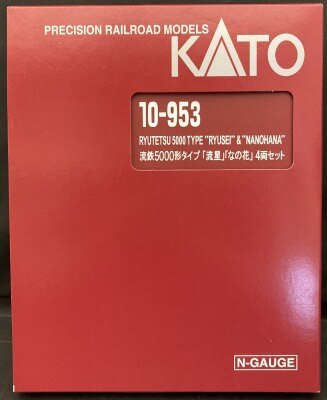 PRECISION RAILROAD MODELS
KATO
10-953
RYUTETSU 5000 TYPE "RYUSEI" & "NANOHANA"
流鉄5000形タイプ 「流星」「なの花」 4両セット
N-GAUGE